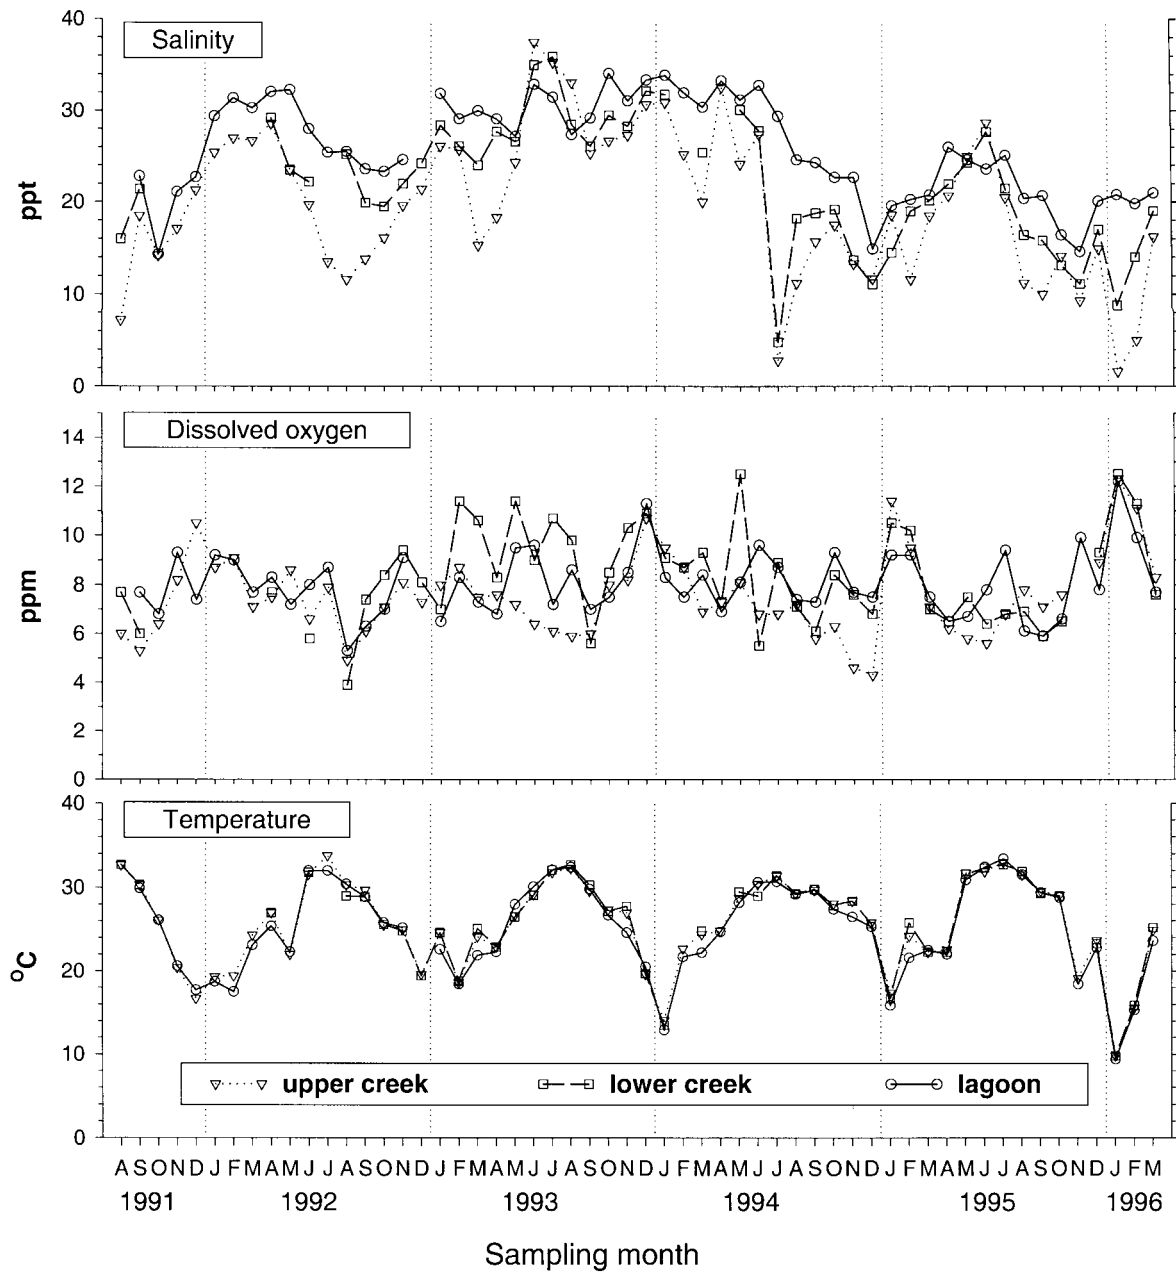 40
Salinity
30
ppt
20
10
0
14
Dissolved oxygen
12
10
ppm
8
6
4
2
0
40
Temperature
30
°C
20
10
upper creek lower creek lagoon
0
A S O N D J F M A M J J A S O N D J F M A M J J A S O N D J F M A M J J A S O N D J F M A M J J A S O N D J F M
1991 1992 1993 1994 1995 1996
Sampling month